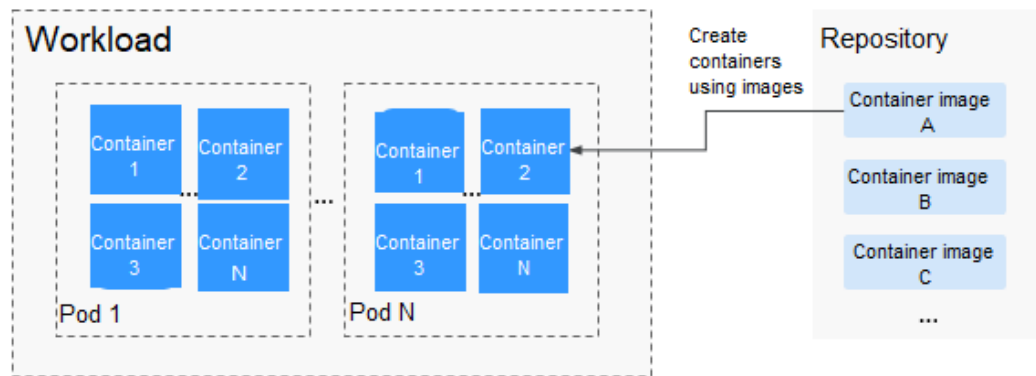 Workload
Container
1
Container
2
...
Container
3
Container
N
Pod 1
...
Container
1
Container
2
...
Container
3
Container
N
Pod N
Create
containers
using images
Repository
Container image
A
Container image
B
Container image
C
...